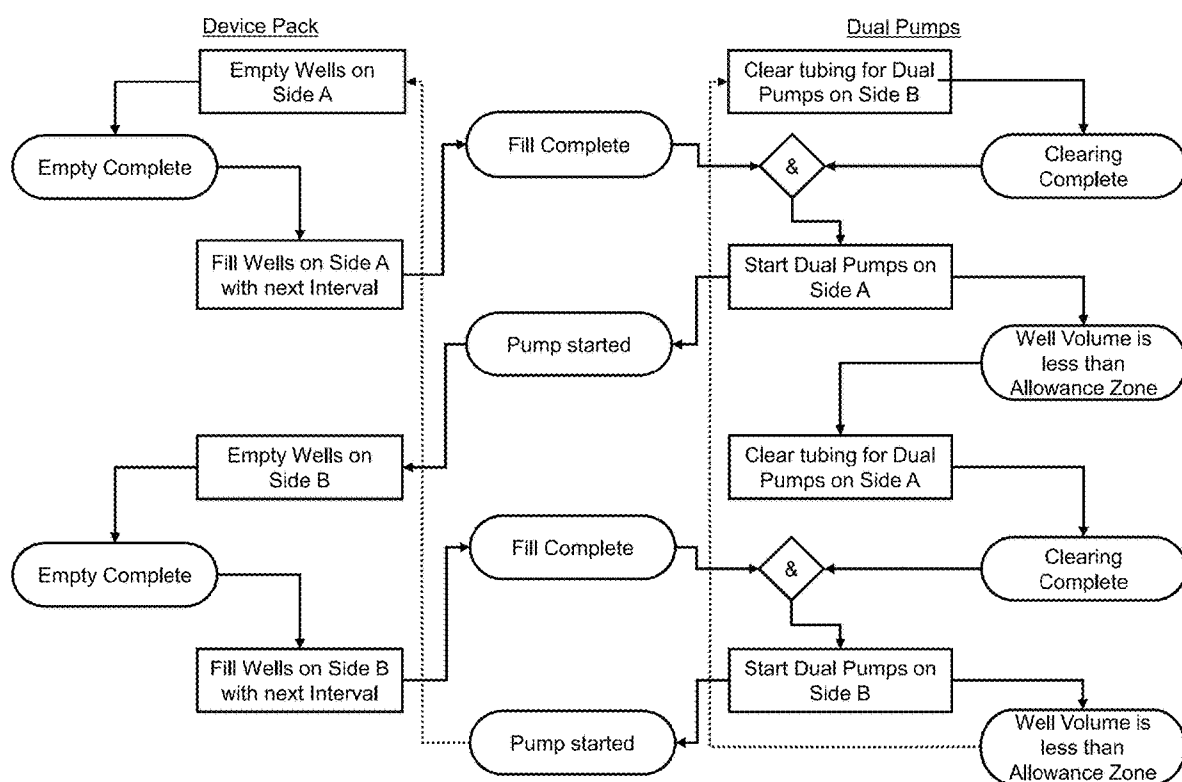 Device Pack
Dual Pumps
Empty Wells on
Side A
Clear tubing for Dual
Pumps on Side B
Empty Complete
Fill Complete
&
Clearing
Complete
Fill Wells on Side A
with next Interval
Start Dual Pumps on
Side A
Pump started
Well Volume is
less than
Allowance Zone
Empty Wells on
Side B
Clear tubing for Dual
Pumps on Side A
Empty Complete
Fill Complete
&
Clearing
Complete
Fill Wells on Side B
with next Interval
Start Dual Pumps on
Side B
Pump started
Well Volume is
less than
Allowance Zone